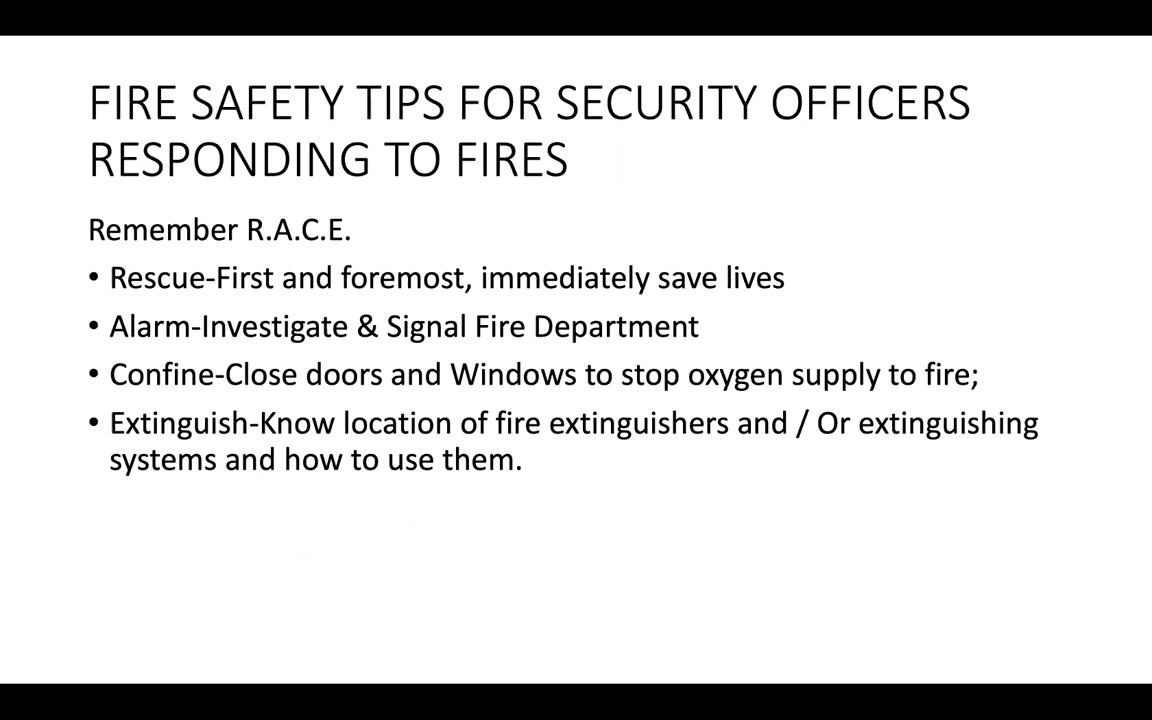 FIRE SAFETY TIPS FOR SECURITY OFFICERS
RESPONDING TO FIRES
Remember R.A.C.E.
• Rescue-First and foremost, immediately save lives
• Alarm-Investigate & Signal Fire Department
• Confine-Close doors and Windows to stop oxygen supply to fire;
• Extinguish-Know location of fire extinguishers and / Or extinguishing
systems and how to use them.